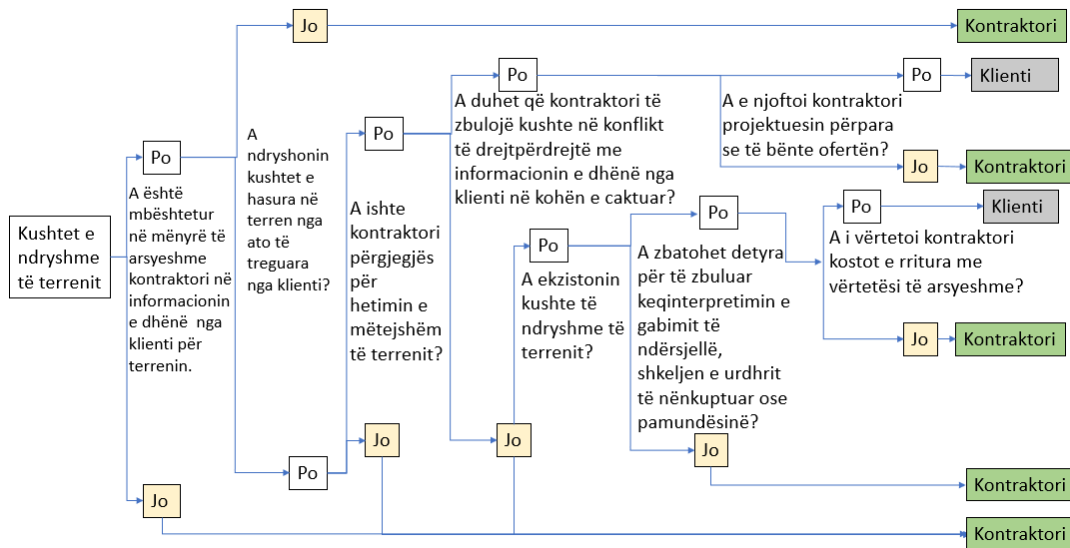 Kushtet e
ndryshme
të terrenit
Po
A është
mbështetur
në mënyrë të
arsyeshme
kontraktori në
informacionin
e dhënë nga
klienti për
terrenin.
Jo
Jo
Kontraktori
A
ndryshonin
kushtet e
hasura në
terren nga
ato të
treguara
nga klienti?
Po
Po
A ishte
kontraktori
përgjegjës
për
hetimin e
mëtejshëm
të terrenit?
Jo
Po
A duhet që kontraktori të
zbulojë kushte në konflikt
të drejtpërdrejtë me
informacionin e dhënë nga
klienti në kohën e caktuar?
Jo
Po
Klienti
A e njoftoi kontraktori
projektuesin përpara
se të bënte ofertën?
Jo
Kontraktori
Po
A ekzistonin
kushte të
ndryshme të
terrenit?
Po
A zbatohet detyra
për të zbuluar
keqinterpretimin e
gabimit të
ndërsjellë,
shkeljen e urdhrit
të nënkuptuar ose
pamundësinë?
Jo
Po
Klienti
A i vërtetoi kontraktori
kostot e rritura me
vërtetësi të arsyeshme?
Jo
Kontraktori
Kontraktori
Kontraktori